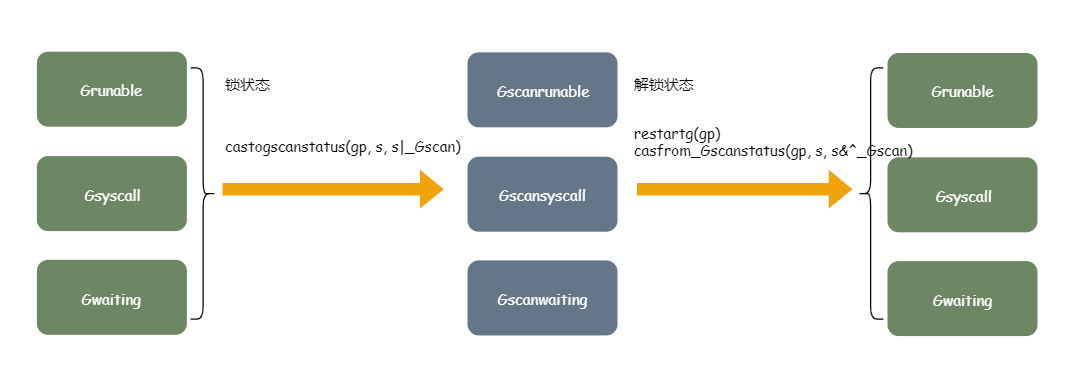 Grunable
Gsyscall
Gwaiting
锁状态
castogscanstatus(gp, s, s|_Gscan)
Gscanrunable
Gscansyscall
Gscanwaiting
解锁状态
restartg(gp)
casfrom_Gscanstatus(gp, s, s&^_Gscan)
Grunable
Gsyscall
Gwaiting